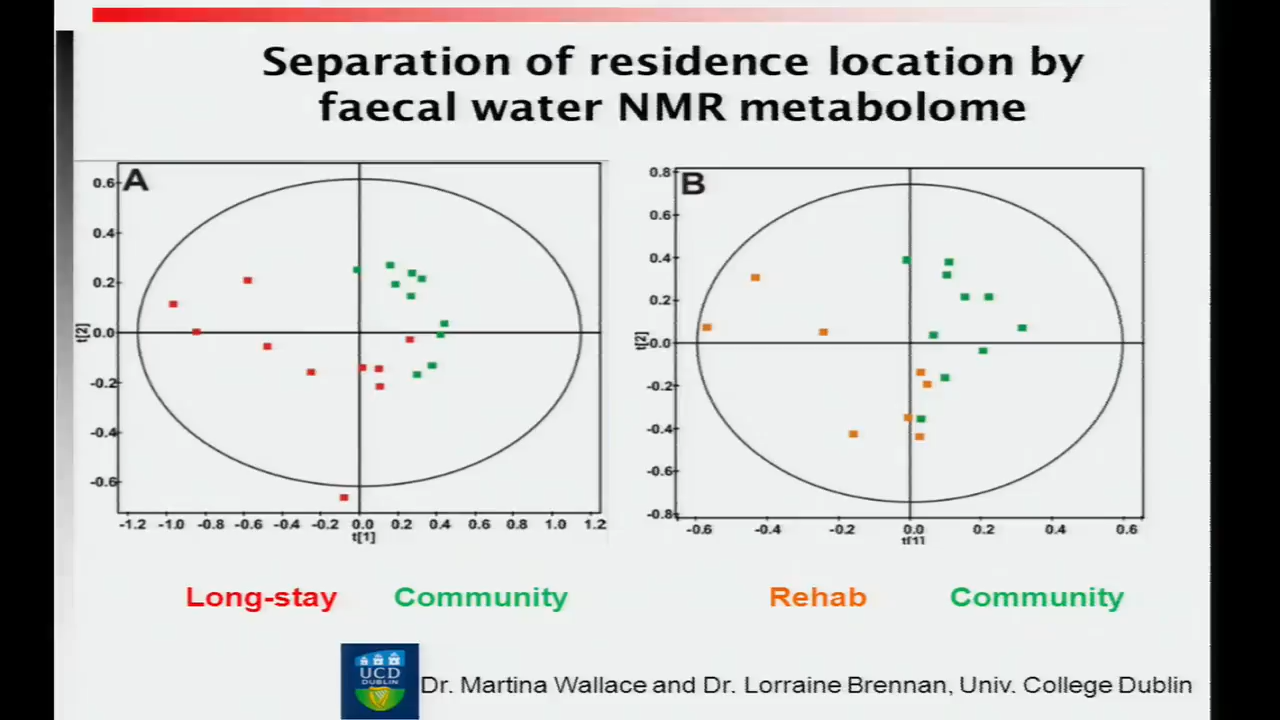 Separation of residence location by
faecal water NMR metabolome
A
0.6
0.4
0.2
0.0
-0.2
-0.4
-0.6
t[2]
-1.2 -1.0 -0.8 -0.6 -0.4 -0.2 0.0 0.2 0.4 0.6 0.8 1.0 1.2
t[1]
B
0.8
0.6
0.4
0.2
0.0
-0.2
-0.4
-0.6
-0.8
t[2]
-0.6 -0.4 -0.2 0.0 0.2 0.4 0.6
t[1]
Long-stay Community
Rehab Community
UCD
DUBLIN
Dr. Martina Wallace and Dr. Lorraine Brennan, Univ. College Dublin